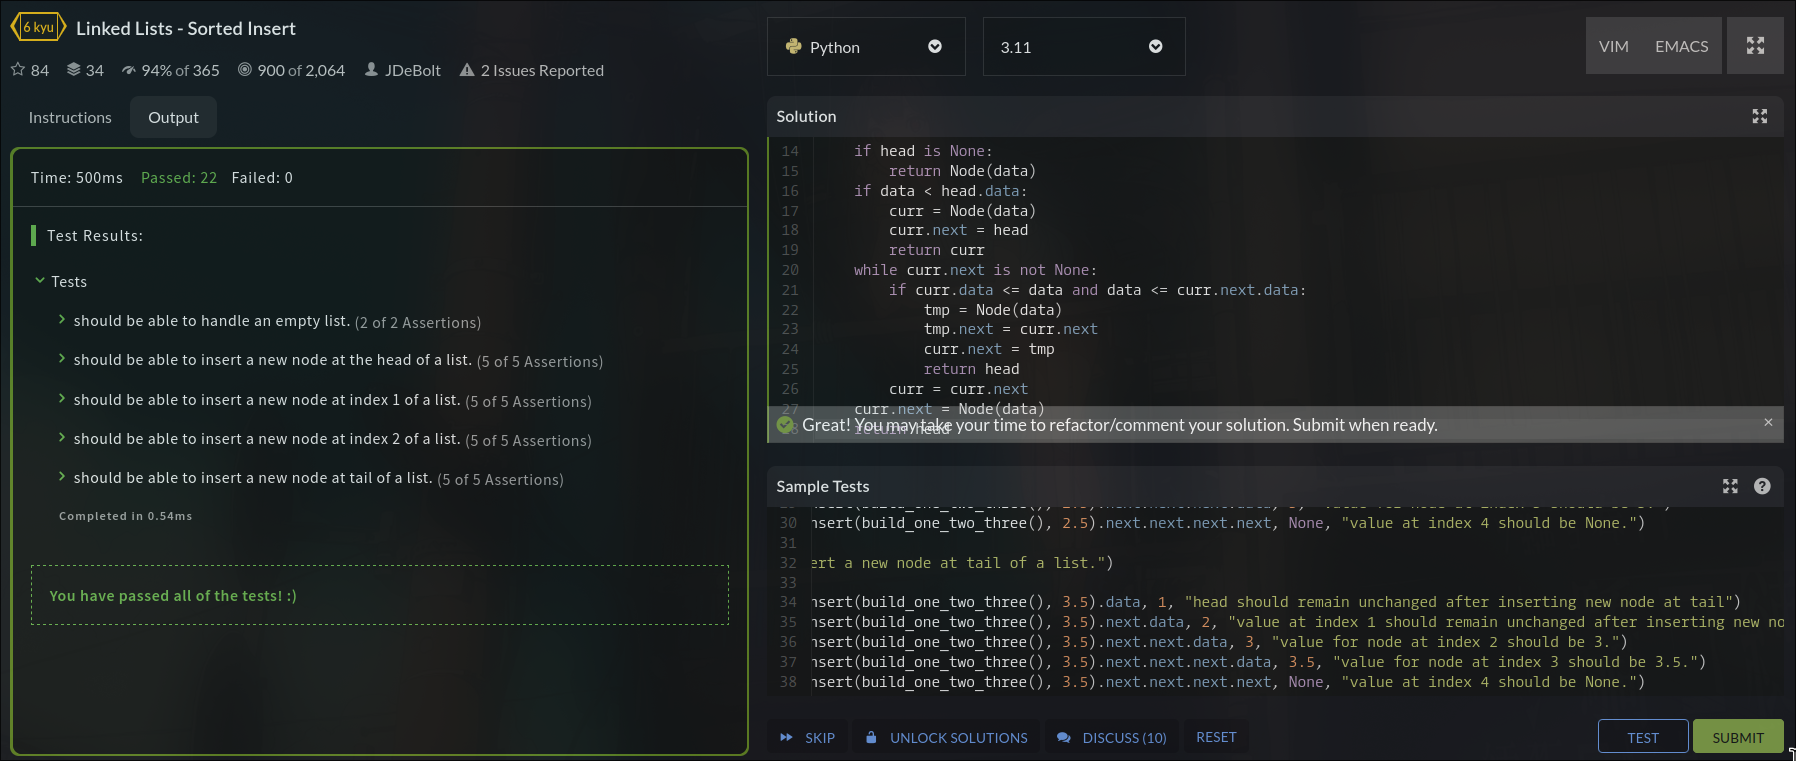 6 kyu Linked Lists - Sorted Insert
84 34 94% of 365 900 of 2,064 JDeBolt 2 Issues Reported
Instructions Output
Time: 500ms Passed: 22 Failed: 0
Test Results:
Tests
should be able to handle an empty list. (2 of 2 Assertions)
should be able to insert a new node at the head of a list. (5 of 5 Assertions)
should be able to insert a new node at index 1 of a list. (5 of 5 Assertions)
should be able to insert a new node at index 2 of a list. (5 of 5 Assertions)
should be able to insert a new node at tail of a list. (5 of 5 Assertions)
Completed in 0.54ms
You have passed all of the tests! :)
Python 3.11 VIM EMACS
Solution
14 if head is None:
15 return Node(data)
16 if data < head.data:
17 curr = Node(data)
18 curr.next = head
19 return curr
20 while curr.next is not None:
21 if curr.data <= data and data <= curr.next.data:
22 tmp = Node(data)
23 tmp.next = curr.next
24 curr.next = tmp
25 return head
26 curr = curr.next
27 curr.next = Node(data)
28 return head
Great! You may take your time to refactor/comment your solution. Submit when ready.
Sample Tests
30 nsert(build_one_two_three(), 2.5).next.next.next.next, None, "value at index 4 should be None.")
31
32 ert a new node at tail of a list.")
33
34 nsert(build_one_two_three(), 3.5).data, 1, "head should remain unchanged after inserting new node at tail")
35 nsert(build_one_two_three(), 3.5).next.data, 2, "value at index 1 should remain unchanged after inserting new no
36 nsert(build_one_two_three(), 3.5).next.next.data, 3, "value for node at index 2 should be 3.")
37 nsert(build_one_two_three(), 3.5).next.next.next.data, 3.5, "value for node at index 3 should be 3.5.")
38 nsert(build_one_two_three(), 3.5).next.next.next.next, None, "value at index 4 should be None.")
SKIP UNLOCK SOLUTIONS DISCUSS (10) RESET TEST SUBMIT